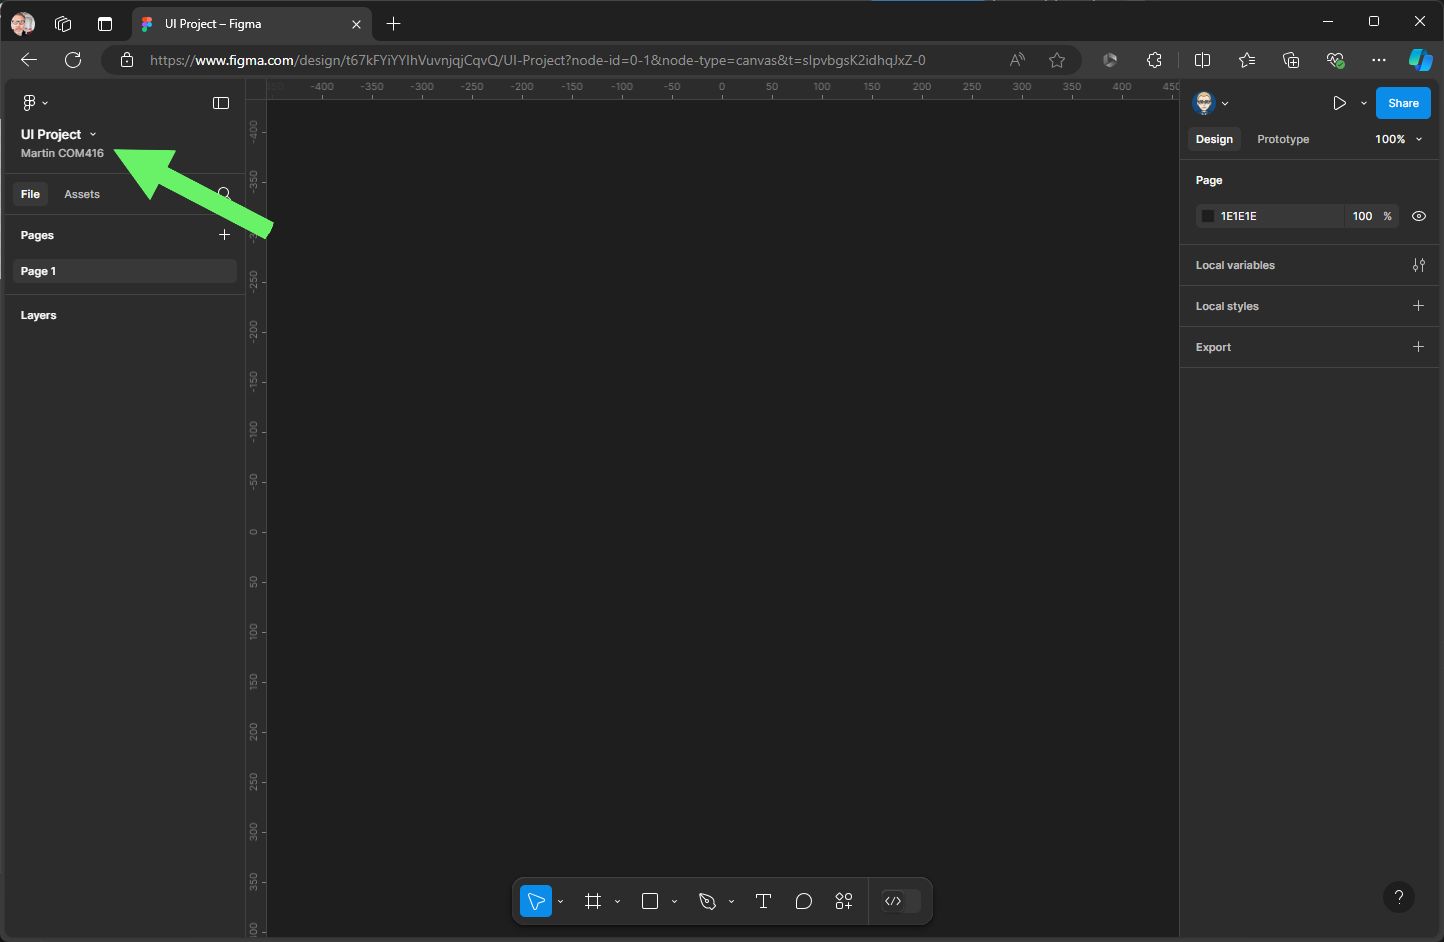 UI Project – Figma
https://www.figma.com/design/t67kFYiYYIhVuvnjqjCqvQ/UI-Project?node-id=0-1&node-type=canvas&t=slpvbgsK2idhqJxZ-0
-400 -350 -300 -250 -200 -150 -100 -50 0 50 100 150 200 250 300 350 400 450
UI Project
Martin COM416
File Assets
Pages
Page 1
Layers
-400
-350
-250
-200
-150
-100
-50
0
50
100
150
200
250
300
350
Share
Design Prototype 100%
Page
1E1E1E 100 %
Local variables
Local styles
Export
T
</>
?